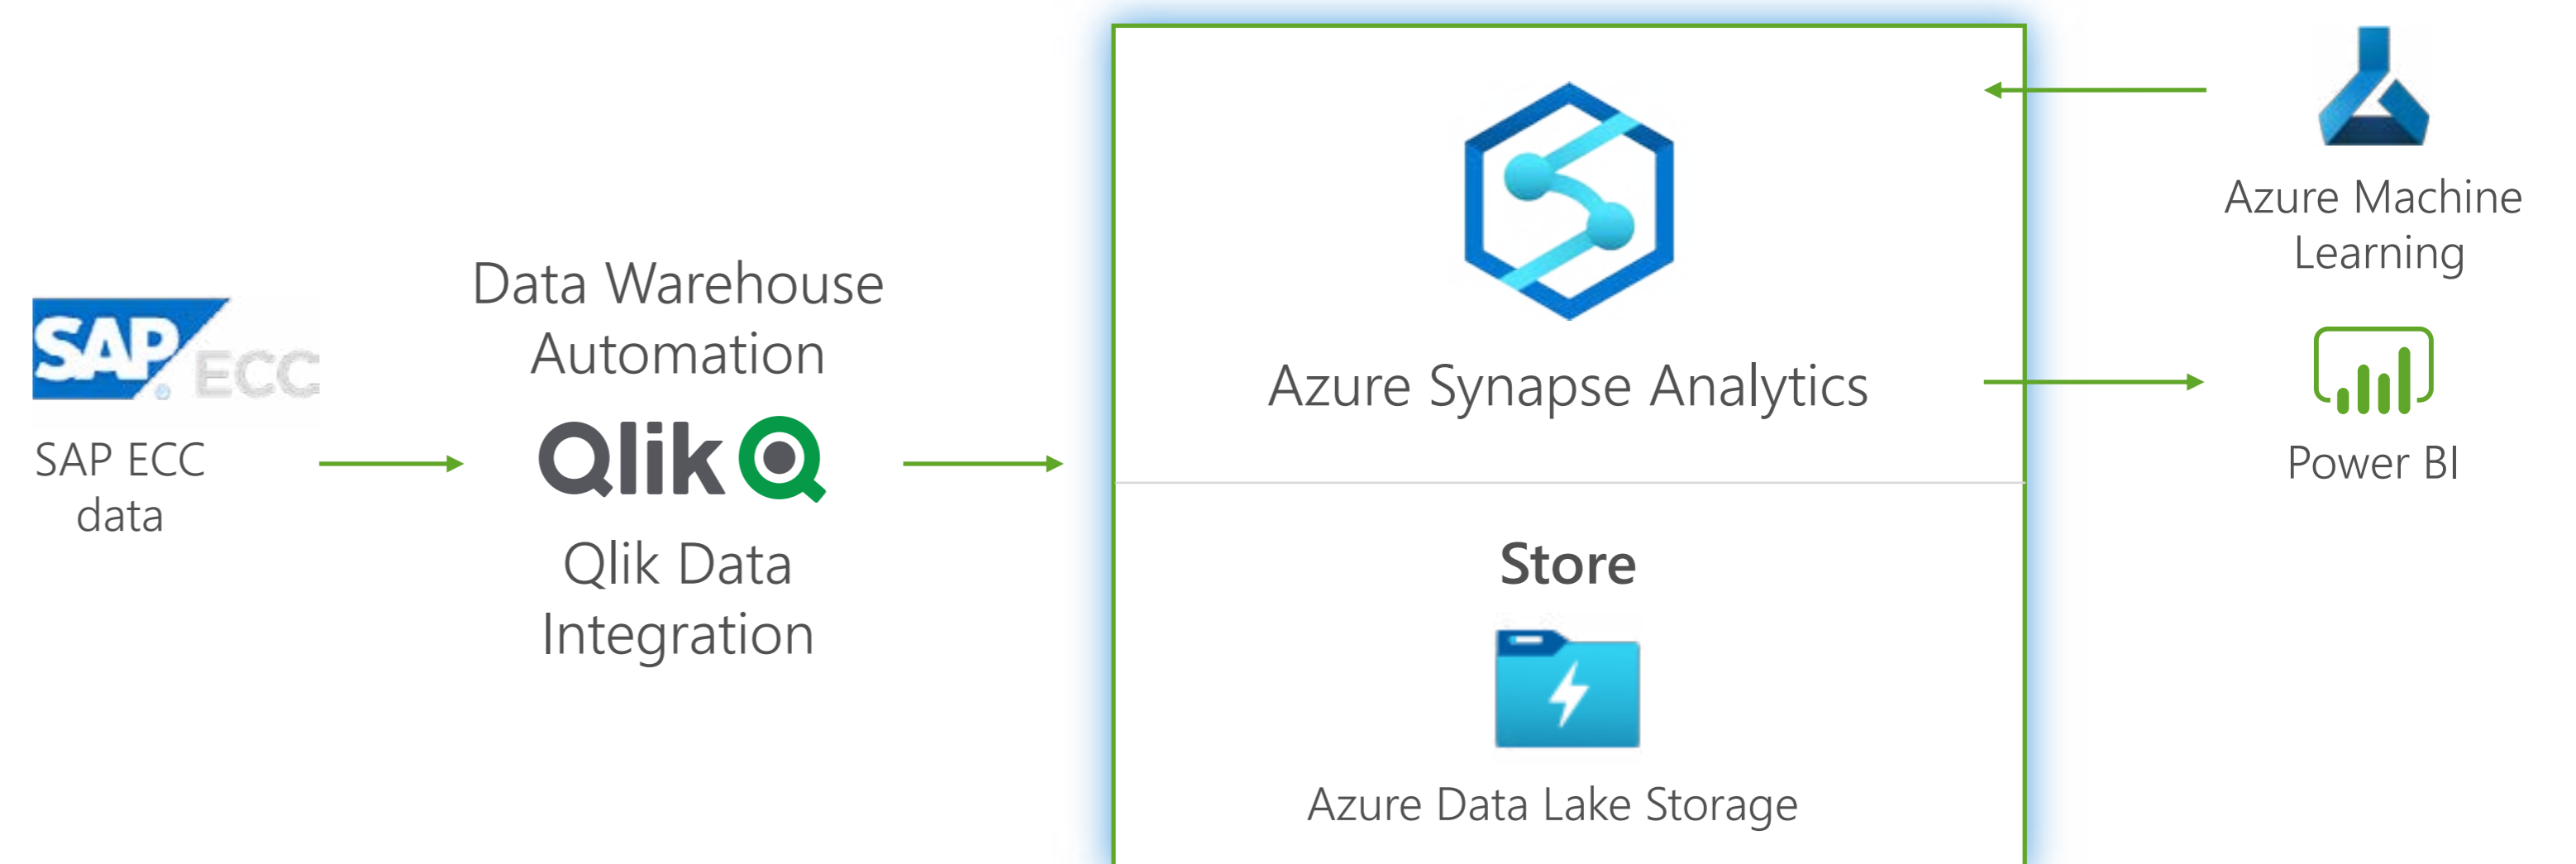 SAP ECC
SAP ECC
data
Data Warehouse
Automation
Qlik
Qlik Data
Integration
Azure Synapse Analytics
Store
Azure Data Lake Storage
Azure Machine
Learning
Power BI